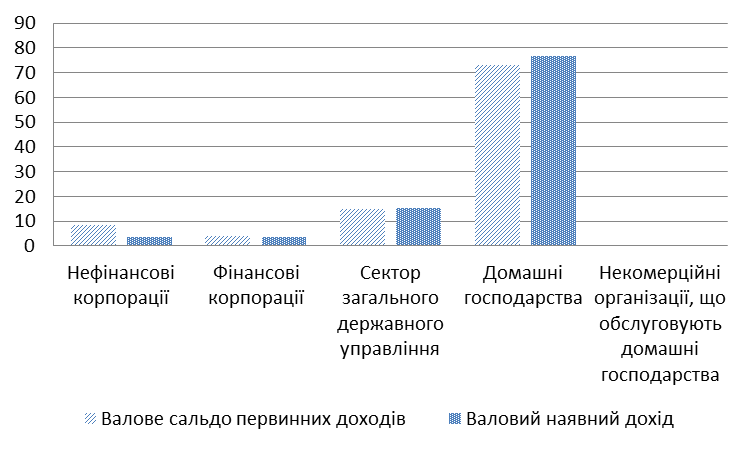 90
80
70
60
50
40
30
20
10
0
Нефінансові
корпорації
Фінансові
корпорації
Сектор
загального
державного
управління
Домашні
господарства
Некомерційні
організації, що
обслуговують
домашні
господарства
Валове сальдо первинних доходів
Валовий наявний дохід